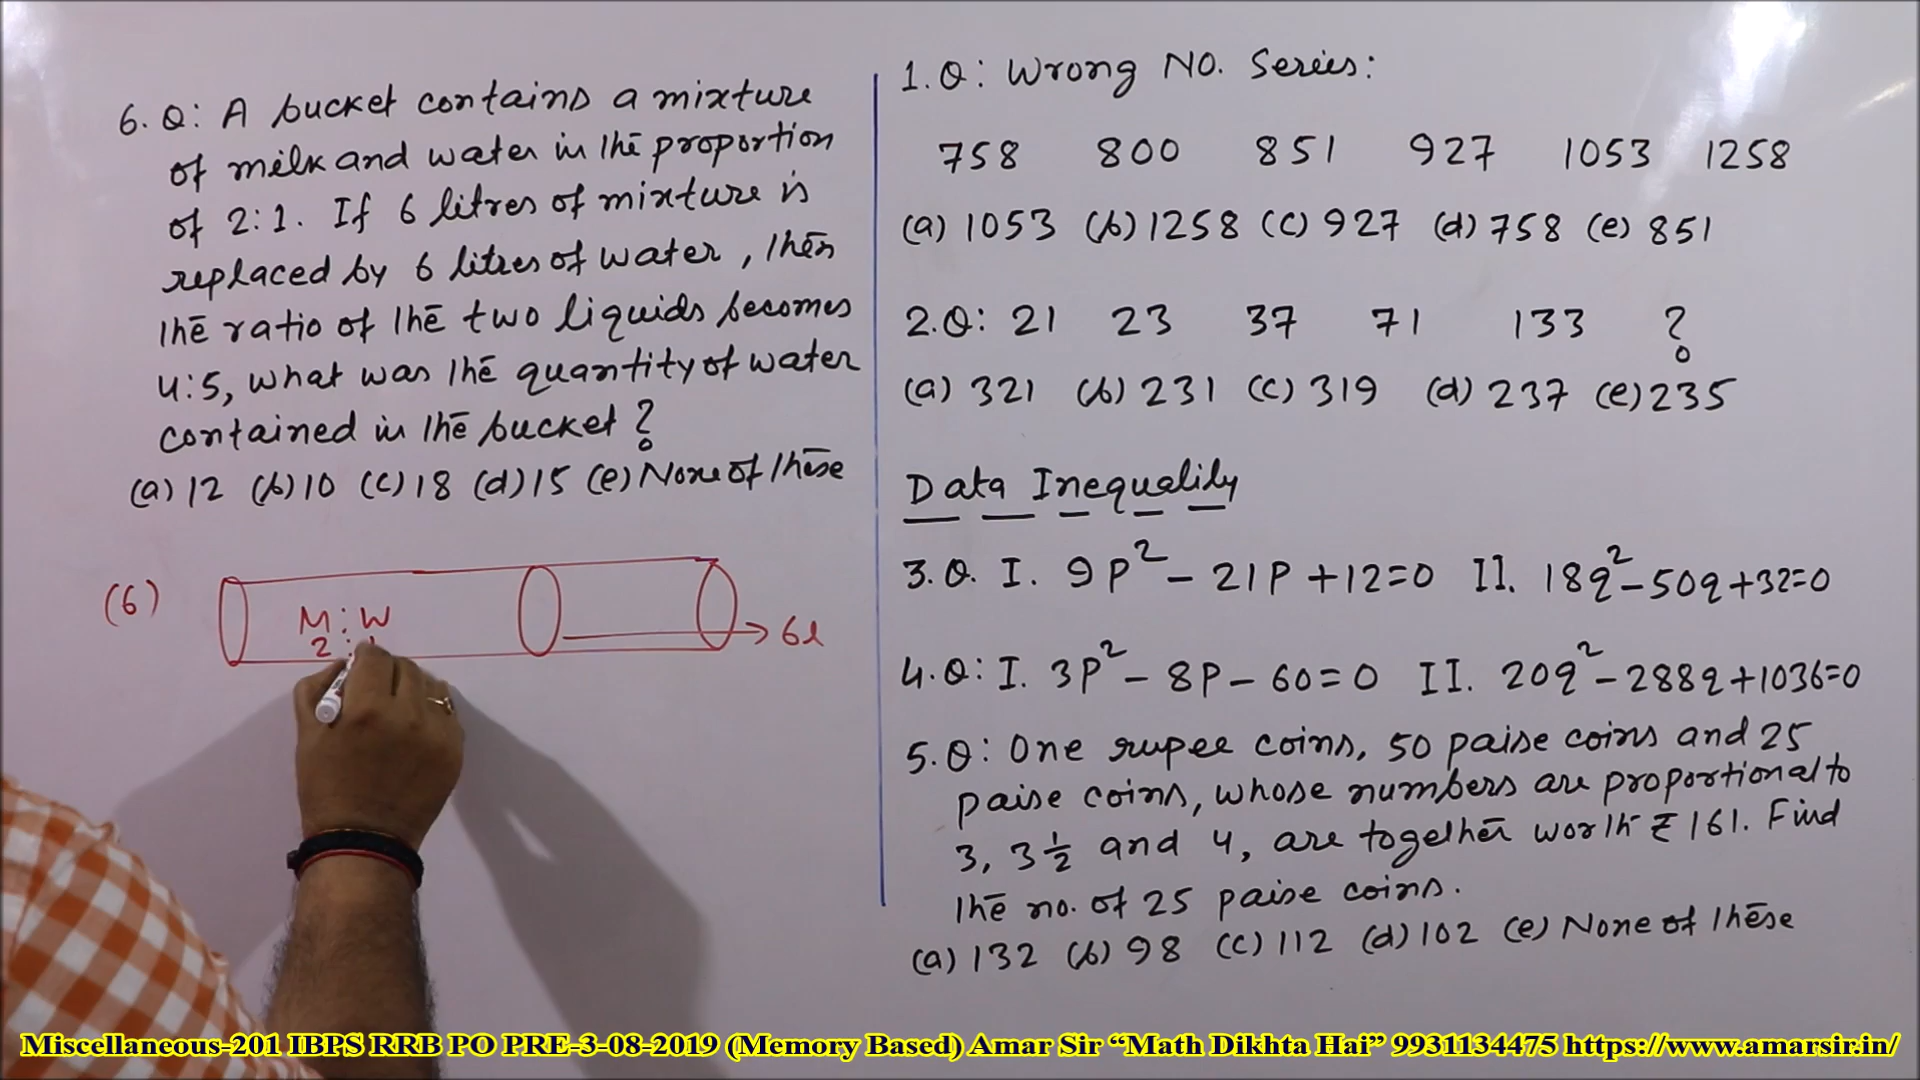 6. Q: A bucket contains a mixture
of milk and water in the proportion
of 2:1. If 6 litres of mixture is
replaced by 6 litres of water, then
the ratio of the two liquids becomes
4:5, what was the quantity of water
contained in the bucket?
(a) 12 (b) 10 (c) 18 (d) 15 (e) None of these
(6)
M : W
2 :
6l
1. Q: Wrong NO. Series:
758 800 851 927 1053 1258
(a) 1053 (b) 1258 (c) 927 (d) 758 (e) 851
2. Q: 21 23 37 71 133 ?
(a) 321 (b) 231 (c) 319 (d) 237 (e) 235
Data Inequality
3. Q. I. 9P² – 21P + 12 = 0 II. 18q² – 50q + 32 = 0
4. Q: I. 3P² – 8P – 60 = 0 II. 20q² – 288q + 1036 = 0
5. Q: One rupee coins, 50 paise coins and 25
paise coins, whose numbers are proportional to
3, 3 1/2 and 4, are together worth ₹ 161. Find
the no. of 25 paise coins.
(a) 132 (b) 98 (c) 112 (d) 102 (e) None of these
Miscellaneous-201 IBPS RRB PO PRE-3-08-2019 (Memory Based) Amar Sir “Math Dikhta Hai” 9931134475 https://www.amarsir.in/